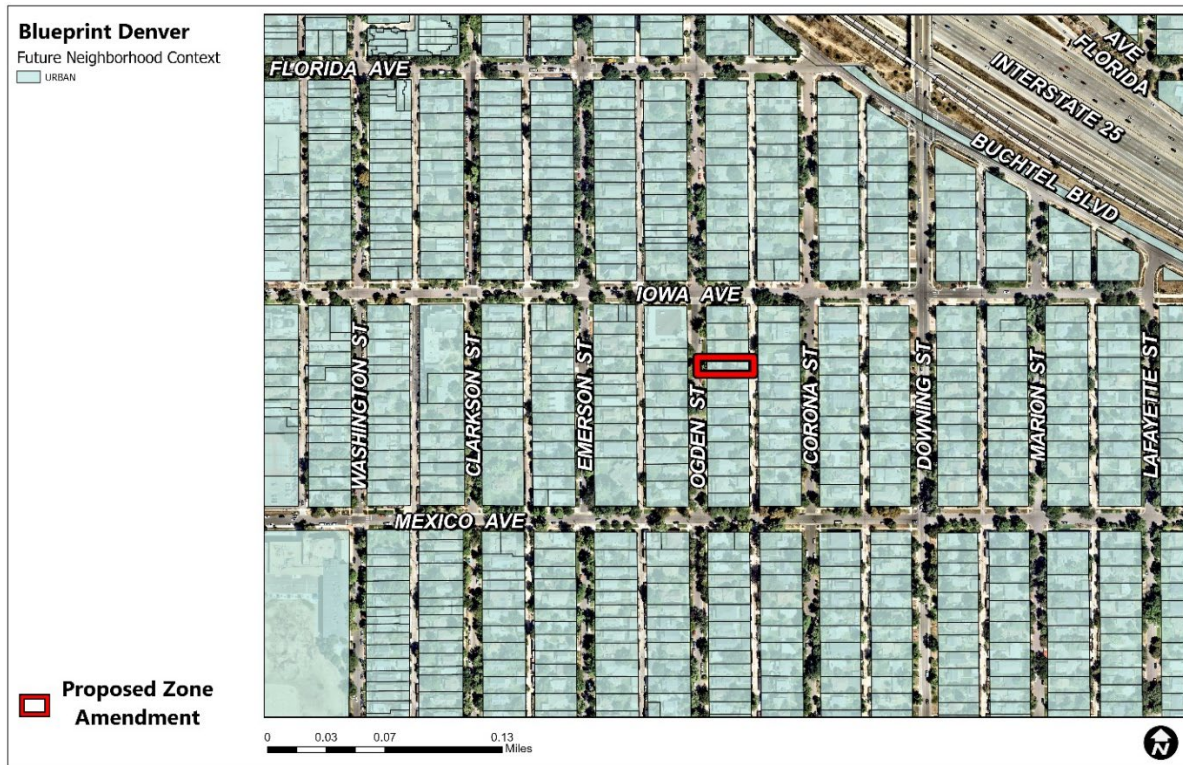 Blueprint Denver
Future Neighborhood Context
URBAN
Proposed Zone
Amendment
FLORIDA AVE
AVE
FLORIDA
INTERSTATE 25
BUCHTEL BLVD
IOWA AVE
WASHINGTON ST
CLARKSON ST
EMERSON ST
OGDEN ST
CORONA ST
DOWNING ST
MARION ST
LAFAYETTE ST
MEXICO AVE
0 0.03 0.07 0.13
Miles
N